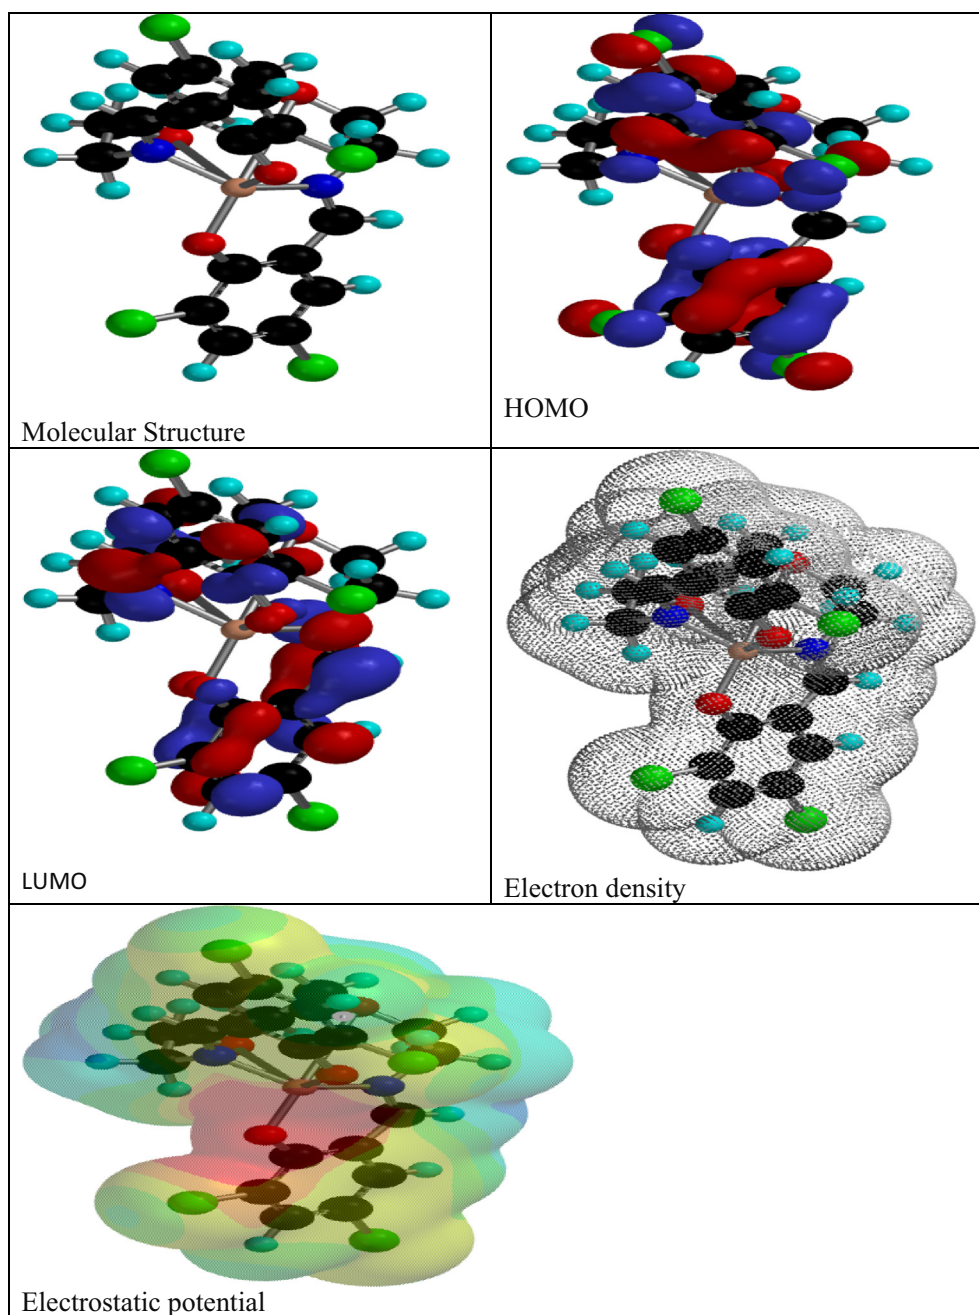 Molecular Structure
HOMO
LUMO
Electron density
Electrostatic potential